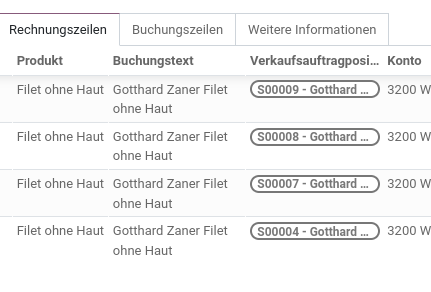 Rechnungszeilen Buchungszeilen Weitere Informationen
Produkt Buchungstext Verkaufsauftragposi... Konto
Filet ohne Haut Gotthard Zaner Filet S00009 - Gotthard ... 3200 W
ohne Haut
Filet ohne Haut Gotthard Zaner Filet S00008 - Gotthard ... 3200 W
ohne Haut
Filet ohne Haut Gotthard Zaner Filet S00007 - Gotthard ... 3200 W
ohne Haut
Filet ohne Haut Gotthard Zaner Filet S00004 - Gotthard ... 3200 W
ohne Haut